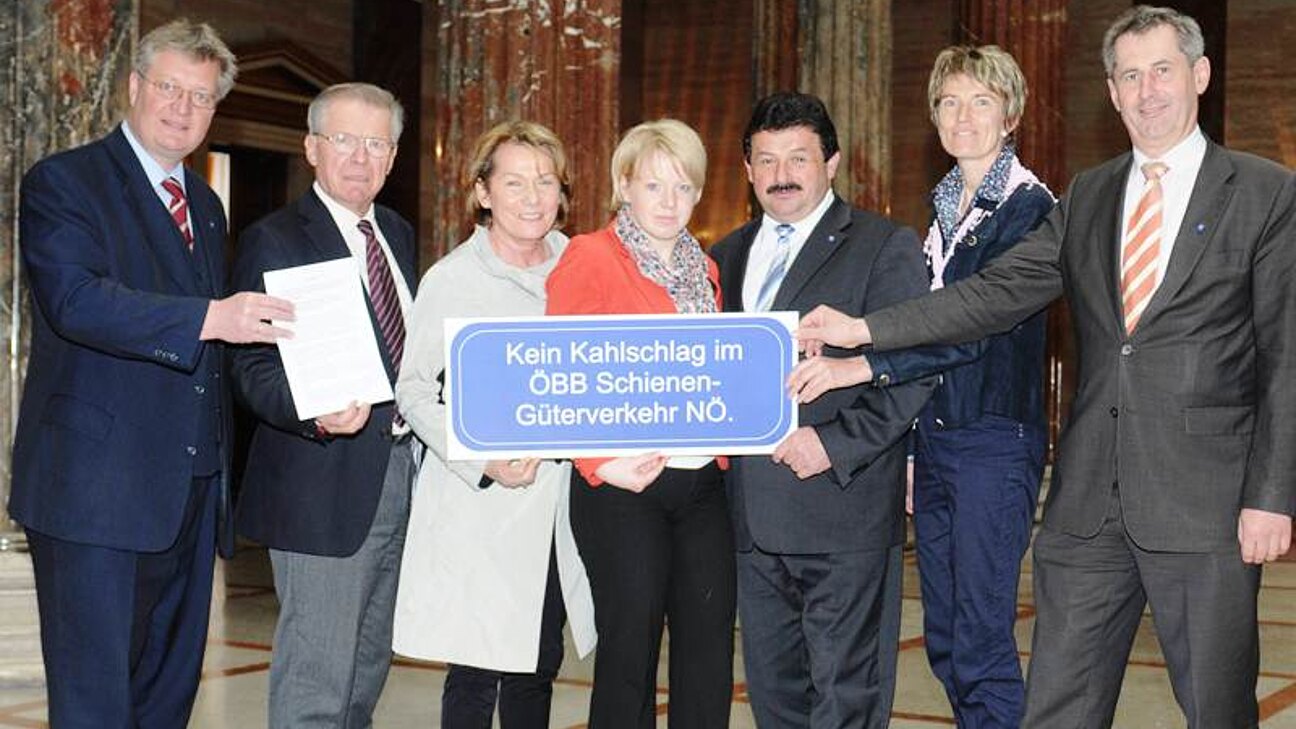 Kein Kahlschlag im
ÖBB Schienen-
Güterverkehr NÖ.